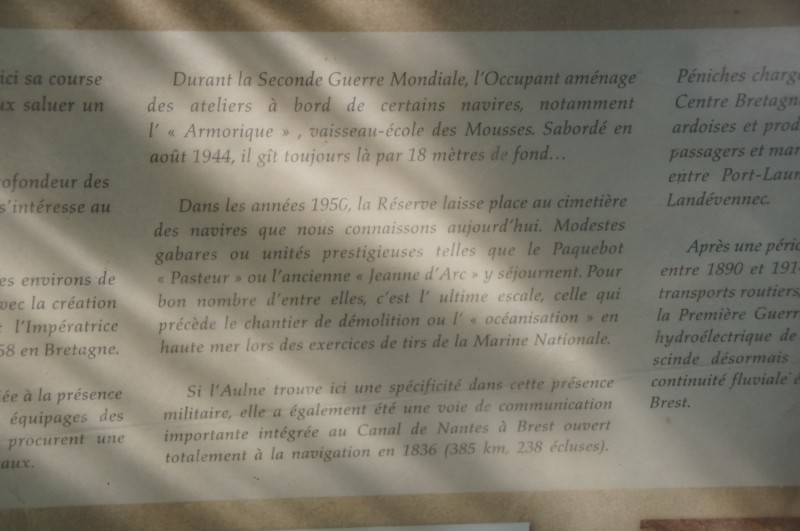 ici sa course
ux saluer un
ofondeur des
s'intéresse au
es environs de
vec la création
l'Impératrice
58 en Bretagne.
ée à la présence
équipages des
procurent une
aux.
Durant la Seconde Guerre Mondiale, l'Occupant aménage
des ateliers à bord de certains navires, notamment
l' « Armorique » , vaisseau-école des Mousses. Sabordé en
août 1944, il gît toujours là par 18 mètres de fond...
Dans les années 1950, la Réserve laisse place au cimetière
des navires que nous connaissons aujourd'hui. Modestes
gabares ou unités prestigieuses telles que le Paquebot
« Pasteur » ou l'ancienne « Jeanne d'Arc » y séjournent. Pour
bon nombre d'entre elles, c'est l' ultime escale, celle qui
précède le chantier de démolition ou l' « océanisation » en
haute mer lors des exercices de tirs de la Marine Nationale.
Si l'Aulne trouve ici une spécificité dans cette présence
militaire, elle a également été une voie de communication
importante intégrée au Canal de Nantes à Brest ouvert
totalement à la navigation en 1836 (385 km, 238 écluses).
Péniches charg
Centre Bretagn
ardoises et prod
passagers et mar
entre Port-Laun
Landévennec.
Après une péri
entre 1890 et 191
transports routiers,
la Première Guerr
hydroélectrique de
scinde désormais
continuité fluviale
Brest.